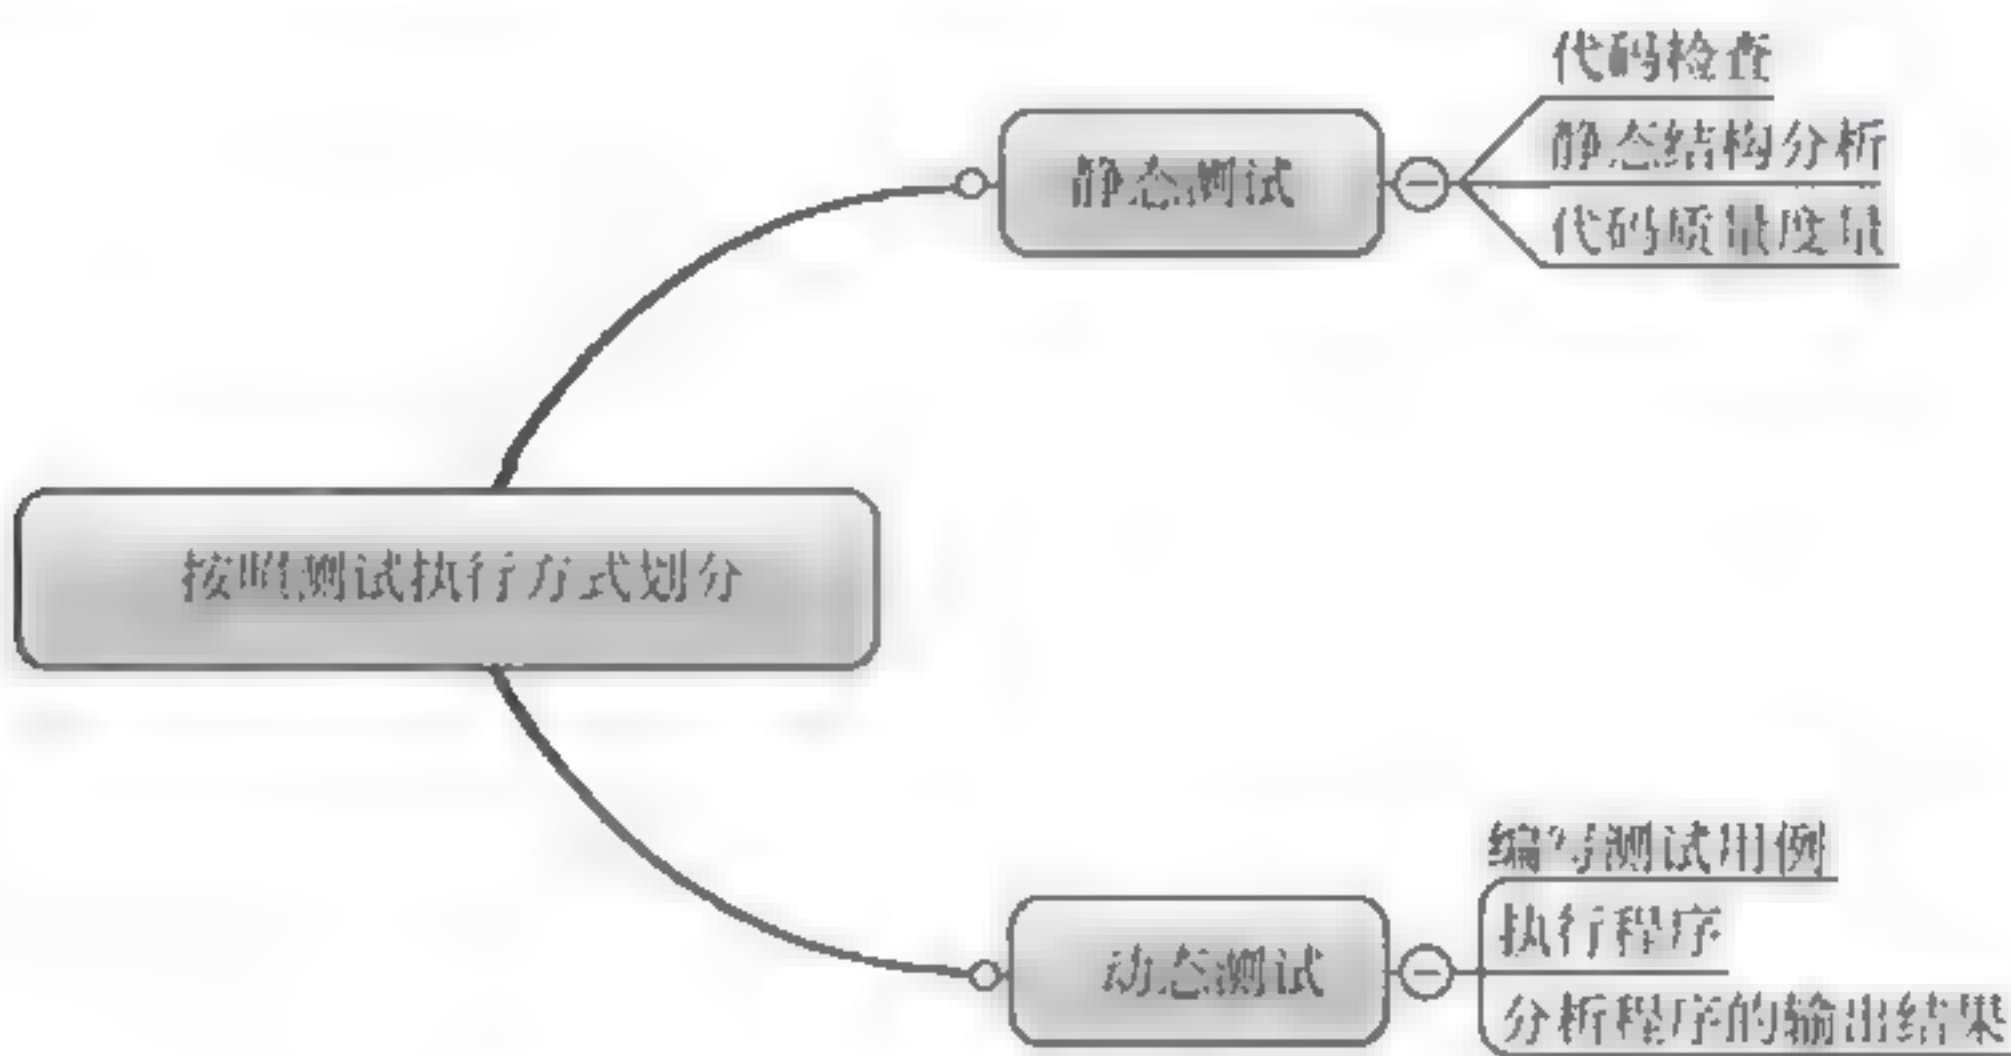 代码检查
静态结构分析
代码质量度量
静态测试
按照测试执行方式划分
编写测试用例
执行程序
分析程序的输出结果
动态测试